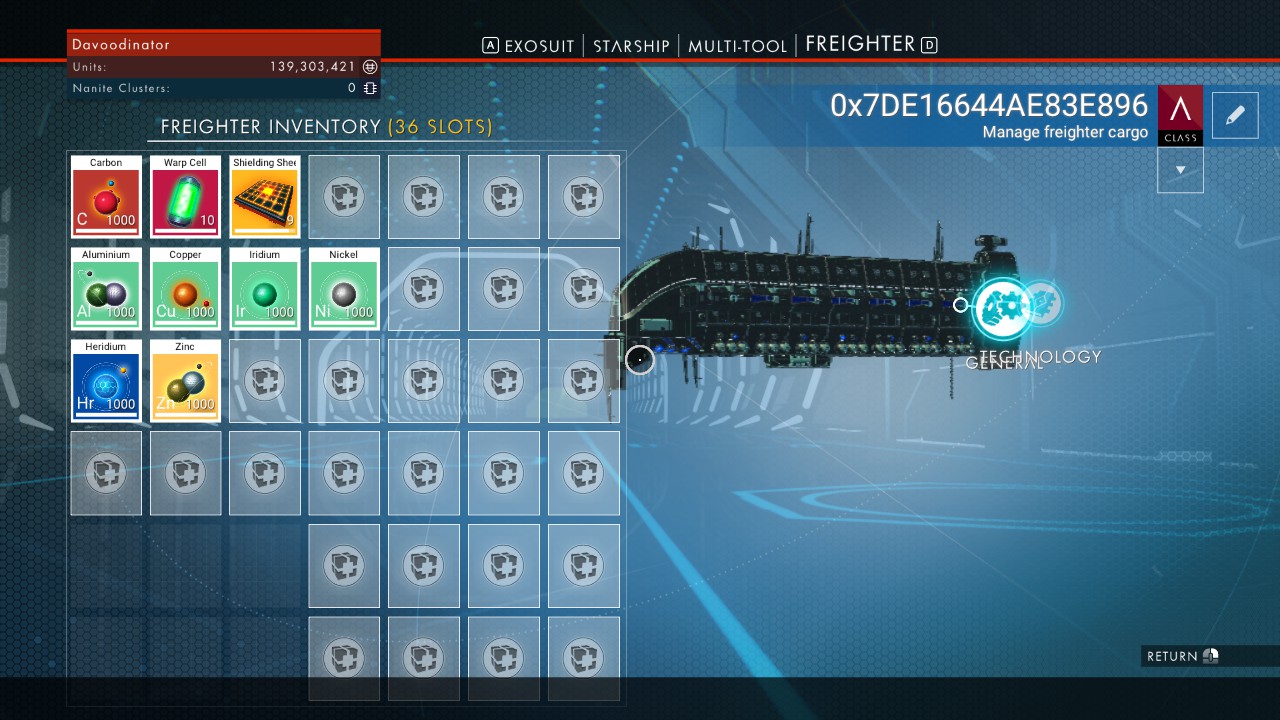 Davoodinator
Units: 139,303,421
Nanite Clusters: 0
A EXOSUIT STARSHIP MULTI-TOOL FREIGHTER D
0x7DE16644AE83E896
Manage freighter cargo
CLASS
FREIGHTER INVENTORY (36 SLOTS)
Carbon Warp Cell Shielding Shee
C 1000 10 9
Aluminium Copper Iridium Nickel
Al 1000 Cu 1000 Ir 1000 Ni 1000
Heridium Zinc
Hr 1000 Zn 1000
TECHNOLOGY
GENERAL
RETURN